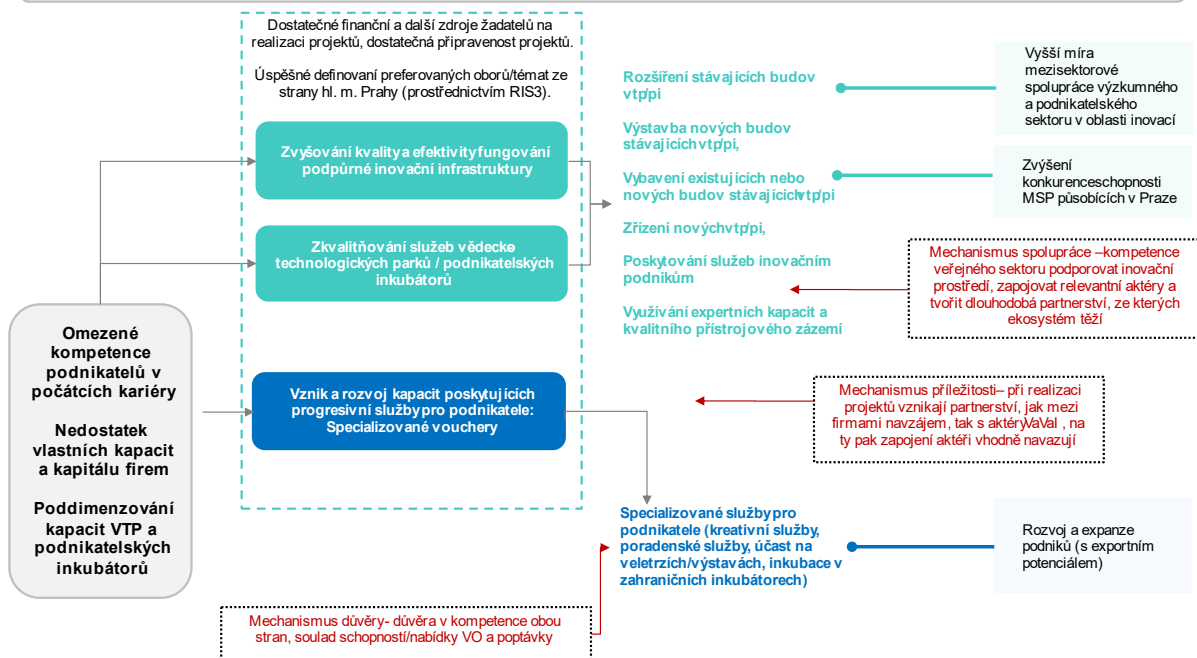 Dostatečné finanční a další zdroje žadatelů na
realizaci projektů, dostatečná připravenost projektů.
Úspěšné definovaní preferovaných oborů/témat ze
strany hl. m. Prahy (prostřednictvím RIS3).
Zvyšování kvality a efektivity fungování
podpůrné inovační infrastruktury
Zkvalitňování služeb vědecko
technologických parků / podnikatelských
inkubátorů
Omezené
kompetence
podnikatelů v
počátcích kariéry
Nedostatek
vlastních kapacit
a kapitálu firem
Poddimenzování
kapacit VTP a
podnikatelských
inkubátorů
Vznik a rozvoj kapacit poskytujících
progresivní služby pro podnikatele:
Specializované vouchery
Rozšíření stávajících budov
vtp/pi
Výstavba nových budov
stávajících vtp/pi,
Vybavení existujících nebo
nových budov stávajících vtp/pi
Zřízení nových vtp/pi,
Poskytování služeb inovačním
podnikům
Využívání expertních kapacit a
kvalitního přístrojového zázemí
Vyšší míra
mezisektorové
spolupráce výzkumného
a podnikatelského
sektoru v oblasti inovací
Zvýšení
konkurenceschopnosti
MSP působících v Praze
Mechanismus spolupráce –kompetence
veřejného sektoru podporovat inovační
prostředí, zapojovat relevantní aktéry a
tvořit dlouhodobá partnerství, ze kterých
ekosystém těží
Mechanismus příležitosti– při realizaci
projektů vznikají partnerství, jak mezi
firmami navzájem, tak s aktéry VaVaI , na
ty pak zapojení aktéři vhodně navazují
Specializované služby pro
podnikatele (kreativní služby,
poradenské služby, účast na
veletrzích/výstavách, inkubace v
zahraničních inkubátorech)
Rozvoj a expanze
podniků (s exportním
potenciálem)
Mechanismus důvěry- důvěra v kompetence obou
stran, soulad schopností/nabídky VO a poptávky